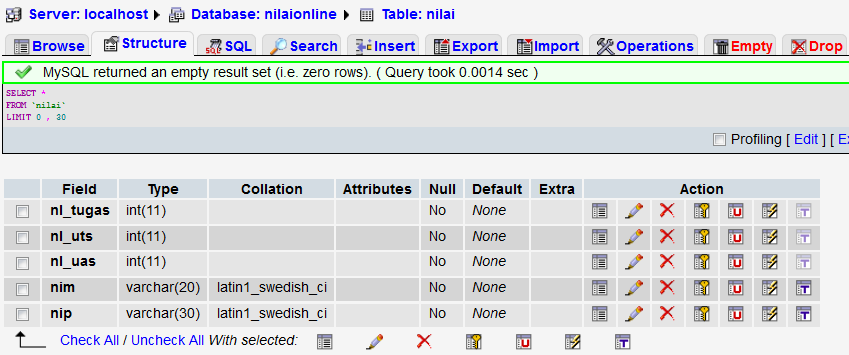 Server: localhost Database: nilaionline Table: nilai
Browse Structure SQL Search Insert Export Import Operations Empty Drop
MySQL returned an empty result set (i.e. zero rows). ( Query took 0.0014 sec )
SELECT *
FROM `nilai`
LIMIT 0 , 30
Profiling [ Edit ] [
Field Type Collation Attributes Null Default Extra Action
nl_tugas int(11) No None
nl_uts int(11) No None
nl_uas int(11) No None
nim varchar(20) latin1_swedish_ci No None
nip varchar(30) latin1_swedish_ci No None
Check All / Uncheck All With selected: